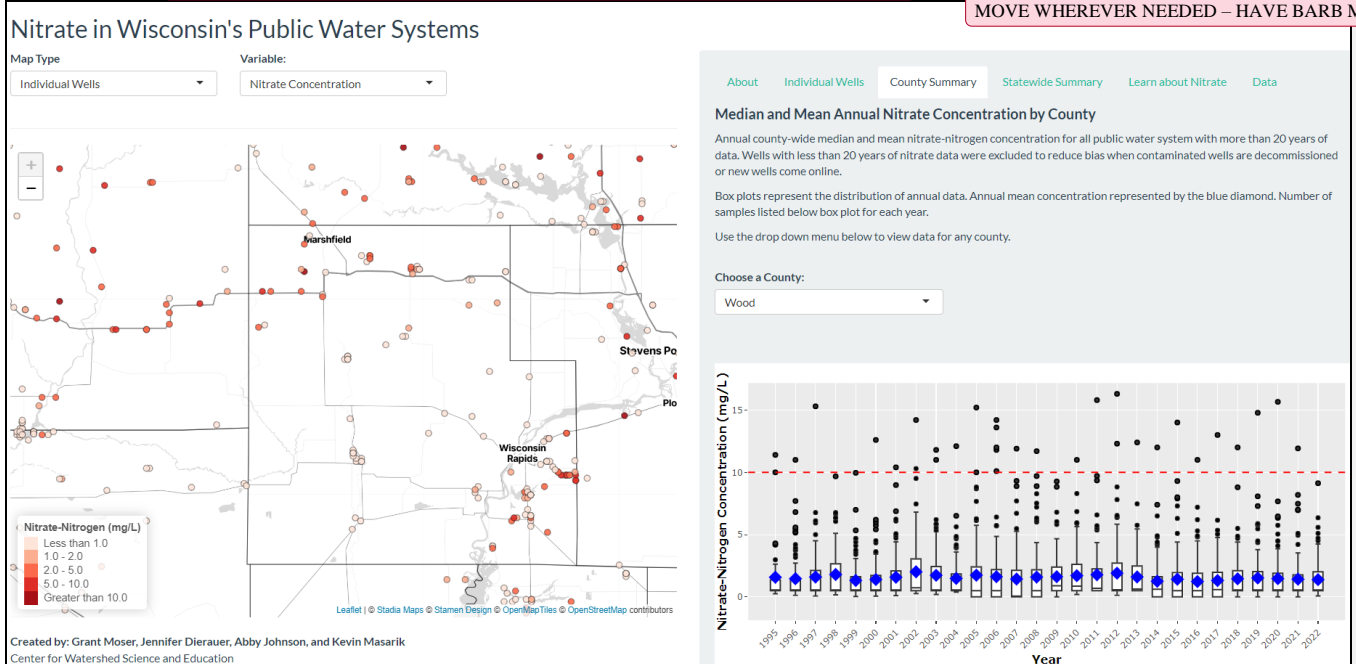 MOVE WHEREVER NEEDED – HAVE BARB M
Nitrate in Wisconsin's Public Water Systems
Map Type
Variable:
Individual Wells
Nitrate Concentration
Marshfield
Stevens Po
Plo
Wisconsin
Rapids
+
−
Nitrate-Nitrogen (mg/L)
Less than 1.0
1.0 - 2.0
2.0 - 5.0
5.0 - 10.0
Greater than 10.0
Leaflet | © Stadia Maps © Stamen Design © OpenMapTiles © OpenStreetMap contributors
Created by: Grant Moser, Jennifer Dierauer, Abby Johnson, and Kevin Masarik
Center for Watershed Science and Education
About
Individual Wells
County Summary
Statewide Summary
Learn about Nitrate
Data
Median and Mean Annual Nitrate Concentration by County
Annual county-wide median and mean nitrate-nitrogen concentration for all public water system with more than 20 years of
data. Wells with less than 20 years of nitrate data were excluded to reduce bias when contaminated wells are decommissioned
or new wells come online.
Box plots represent the distribution of annual data. Annual mean concentration represented by the blue diamond. Number of
samples listed below box plot for each year.
Use the drop down menu below to view data for any county.
Choose a County:
Wood
Nitrate-Nitrogen Concentration (mg/L)
15
10
5
0
1995 1996 1997 1998 1999 2000 2001 2002 2003 2004 2005 2006 2007 2008 2009 2010 2011 2012 2013 2014 2015 2016 2017 2018 2019 2020 2021 2022
Year